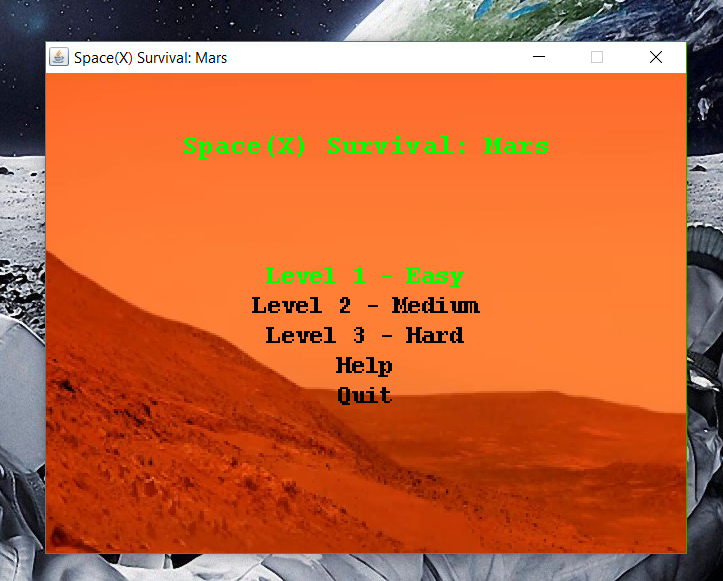 Space(X) Survival: Mars
Space(X) Survival: Mars
Level 1 - Easy
Level 2 - Medium
Level 3 - Hard
Help
Quit